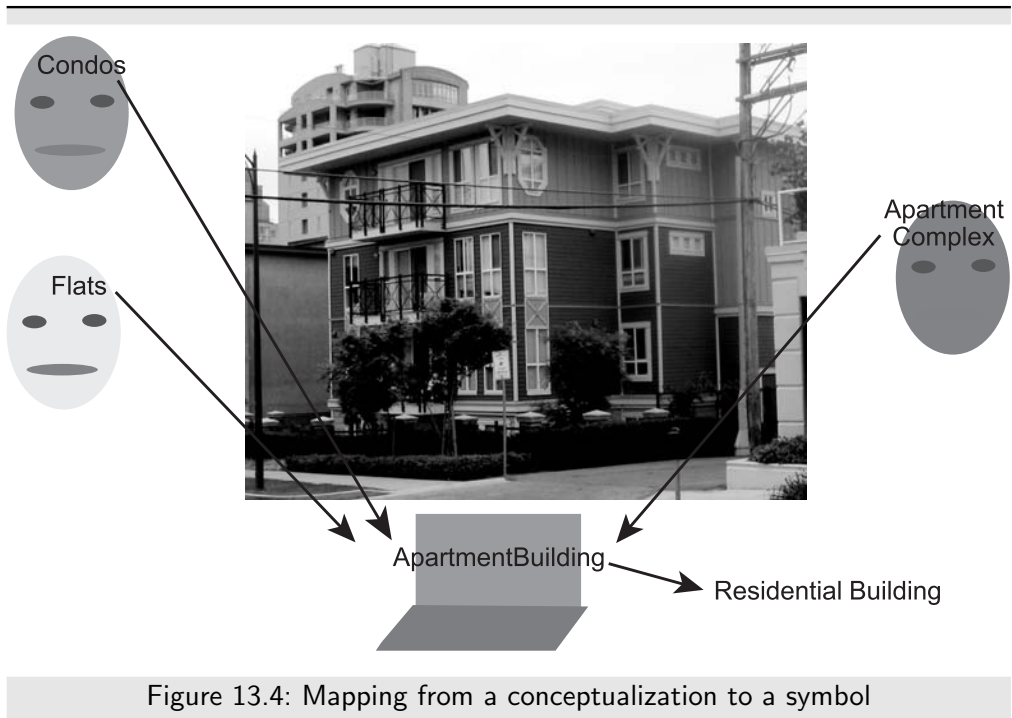 Condos
Flats
Apartment
Complex
ApartmentBuilding
Residential Building
Figure 13.4: Mapping from a conceptualization to a symbol